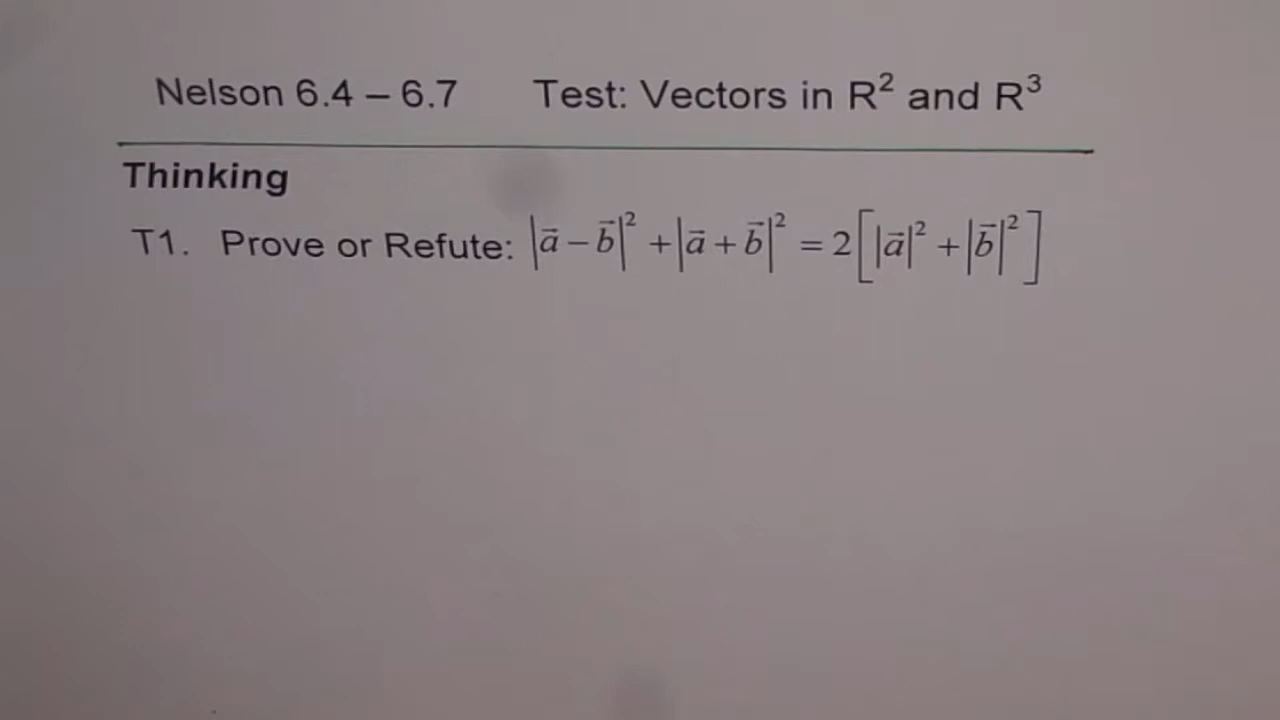 Nelson 6.4 – 6.7 Test: Vectors in R² and R³
Thinking
T1. Prove or Refute: |a⃗ − b⃗|² + |a⃗ + b⃗|² = 2[|a⃗|² + |b⃗|²]